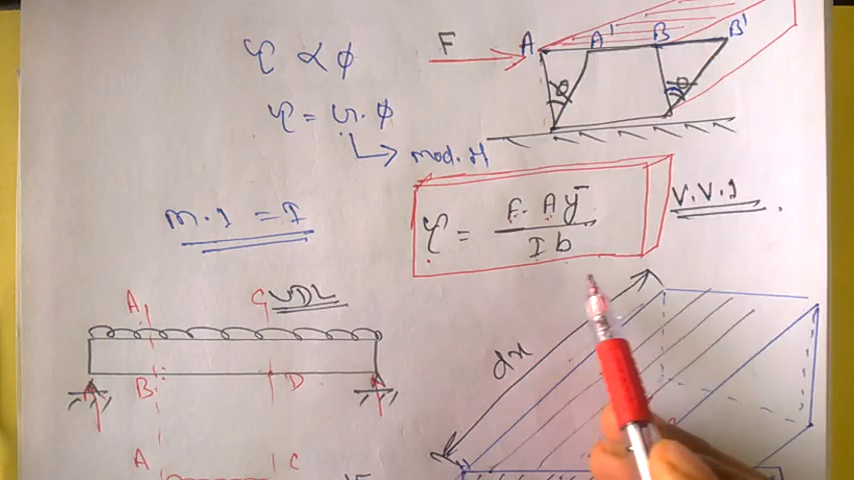 τ ∝ ϕ
F
A A' B B'
ϕ ϕ
τ = G.ϕ
mod.
V.V.I
M.I = I
τ = F.Aȳ / Ib
A C UDL
dx
B D
A C